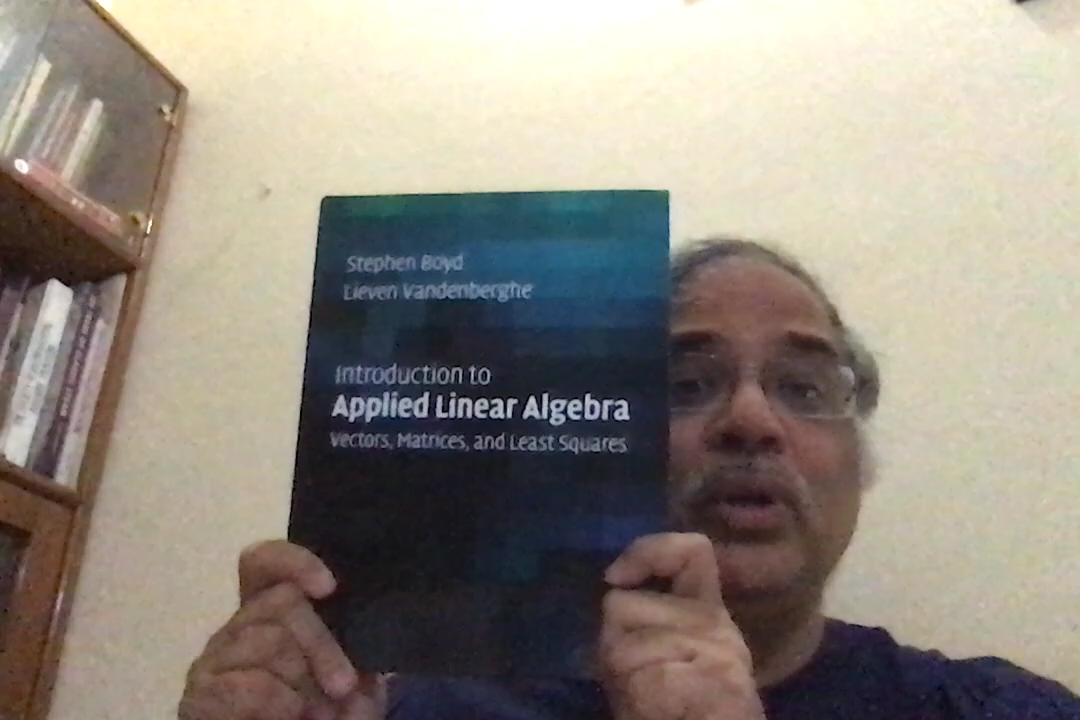 Stephen Boyd
Lieven Vandenberghe
Introduction to
Applied Linear Algebra
Vectors, Matrices, and Least Squares